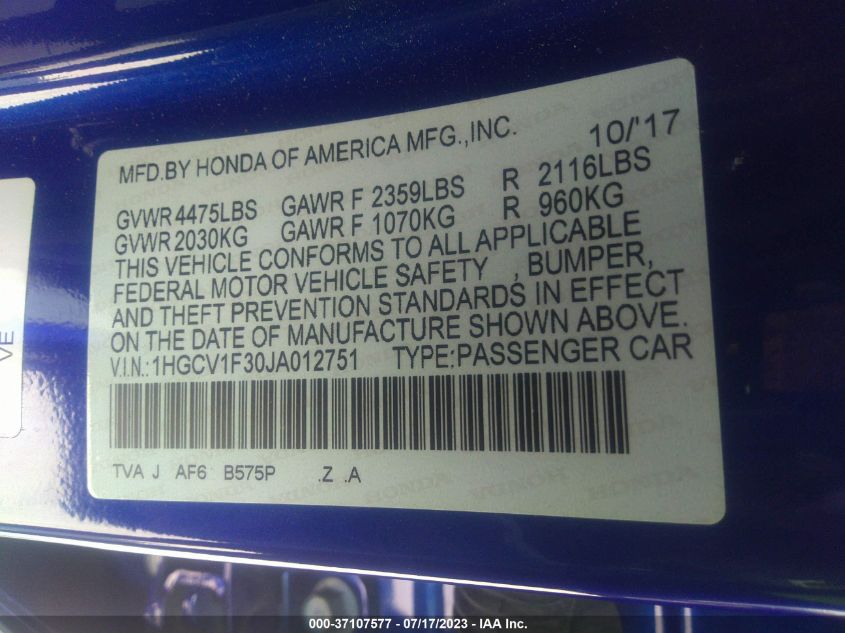 MFD.BY HONDA OF AMERICA MFG.,INC. 10/'17
GVWR 4475LBS GAWR F 2359LBS R 2116LBS
GVWR 2030KG GAWR F 1070KG R 960KG
THIS VEHICLE CONFORMS TO ALL APPLICABLE
FEDERAL MOTOR VEHICLE SAFETY , BUMPER,
AND THEFT PREVENTION STANDARDS IN EFFECT
ON THE DATE OF MANUFACTURE SHOWN ABOVE.
V.I.N.:1HGCV1F30JA012751 TYPE:PASSENGER CAR
TVA J AF6 B575P .Z .A
VE
000-37107577 - 07/17/2023 - IAA Inc.